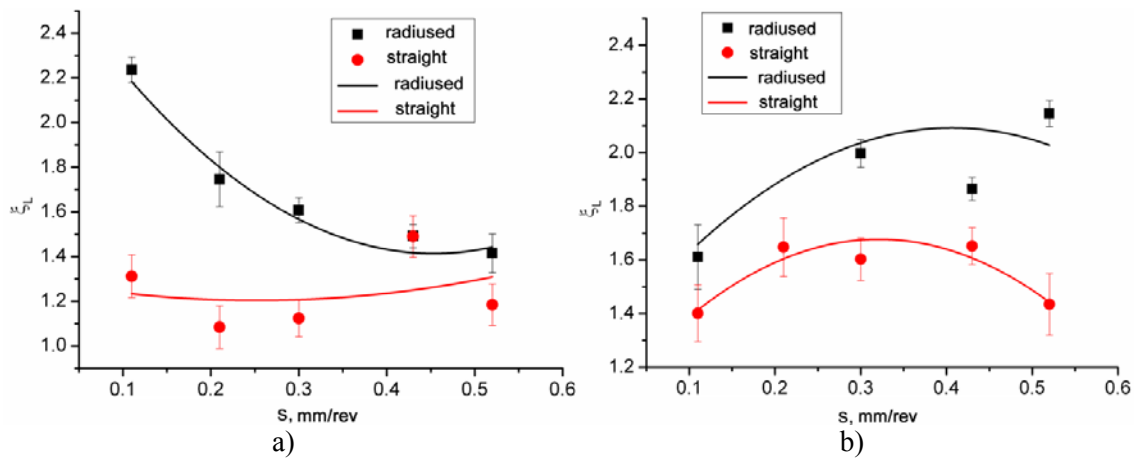 2.4
2.2
2.0
1.8
1.6
1.4
1.2
1.0
ξL
0.1 0.2 0.3 0.4 0.5 0.6
s, mm/rev
radiused
straight
radiused
straight
a)
2.4
2.2
2.0
1.8
1.6
1.4
1.2
ξL
0.1 0.2 0.3 0.4 0.5 0.6
s, mm/rev
radiused
straight
radiused
straight
b)